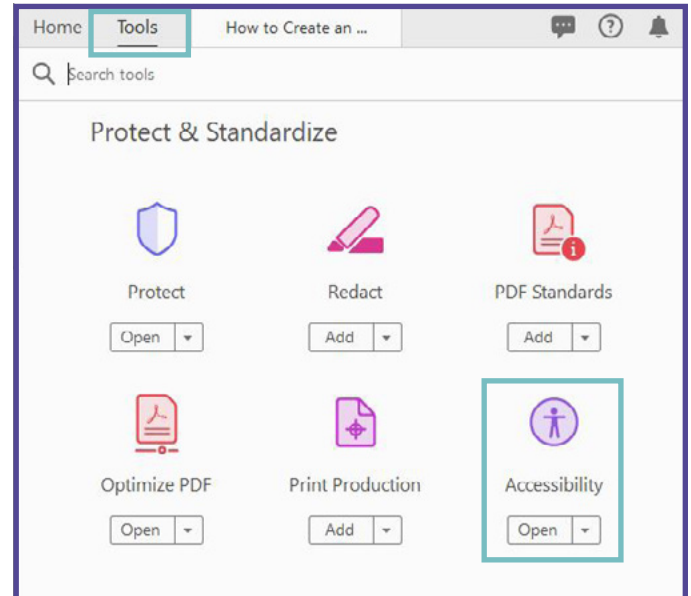 Home Tools How to Create an ...
Search tools
Protect & Standardize
Protect Redact PDF Standards
Open Add Add
Optimize PDF Print Production Accessibility
Open Add Open